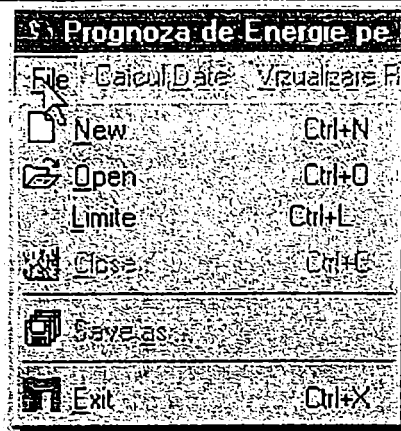 Prognoza de Energie pe
File Calcul Date Vizualizare
New Ctrl+N
Open Ctrl+O
Limite Ctrl+L
Close Ctrl+C
Save as...
Exit Ctrl+X